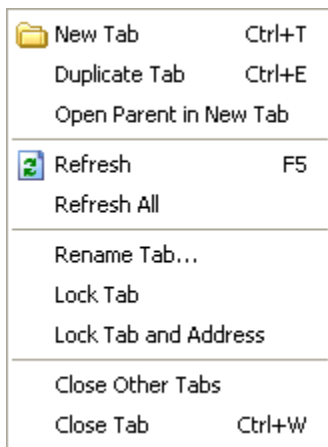 New Tab Ctrl+T
Duplicate Tab Ctrl+E
Open Parent in New Tab
Refresh F5
Refresh All
Rename Tab...
Lock Tab
Lock Tab and Address
Close Other Tabs
Close Tab Ctrl+W